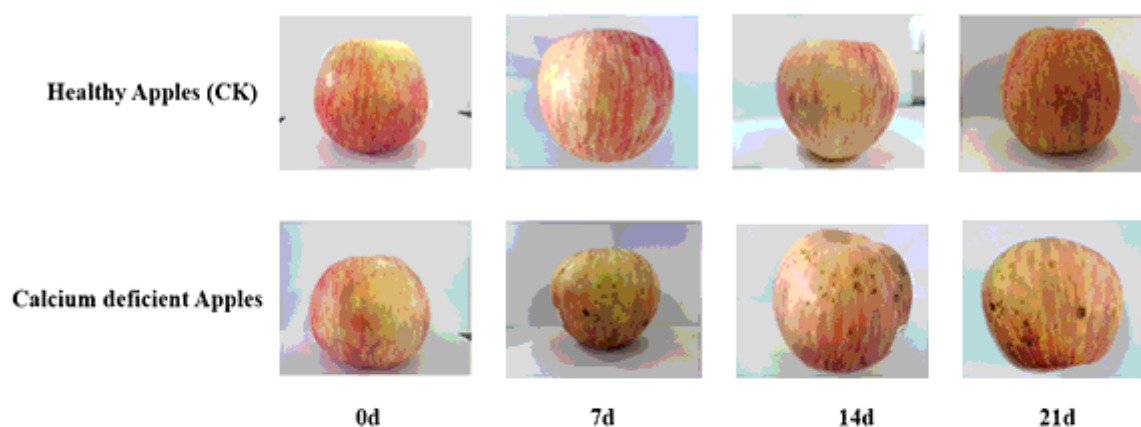 Healthy Apples (CK)
Calcium deficient Apples
0d
7d
14d
21d